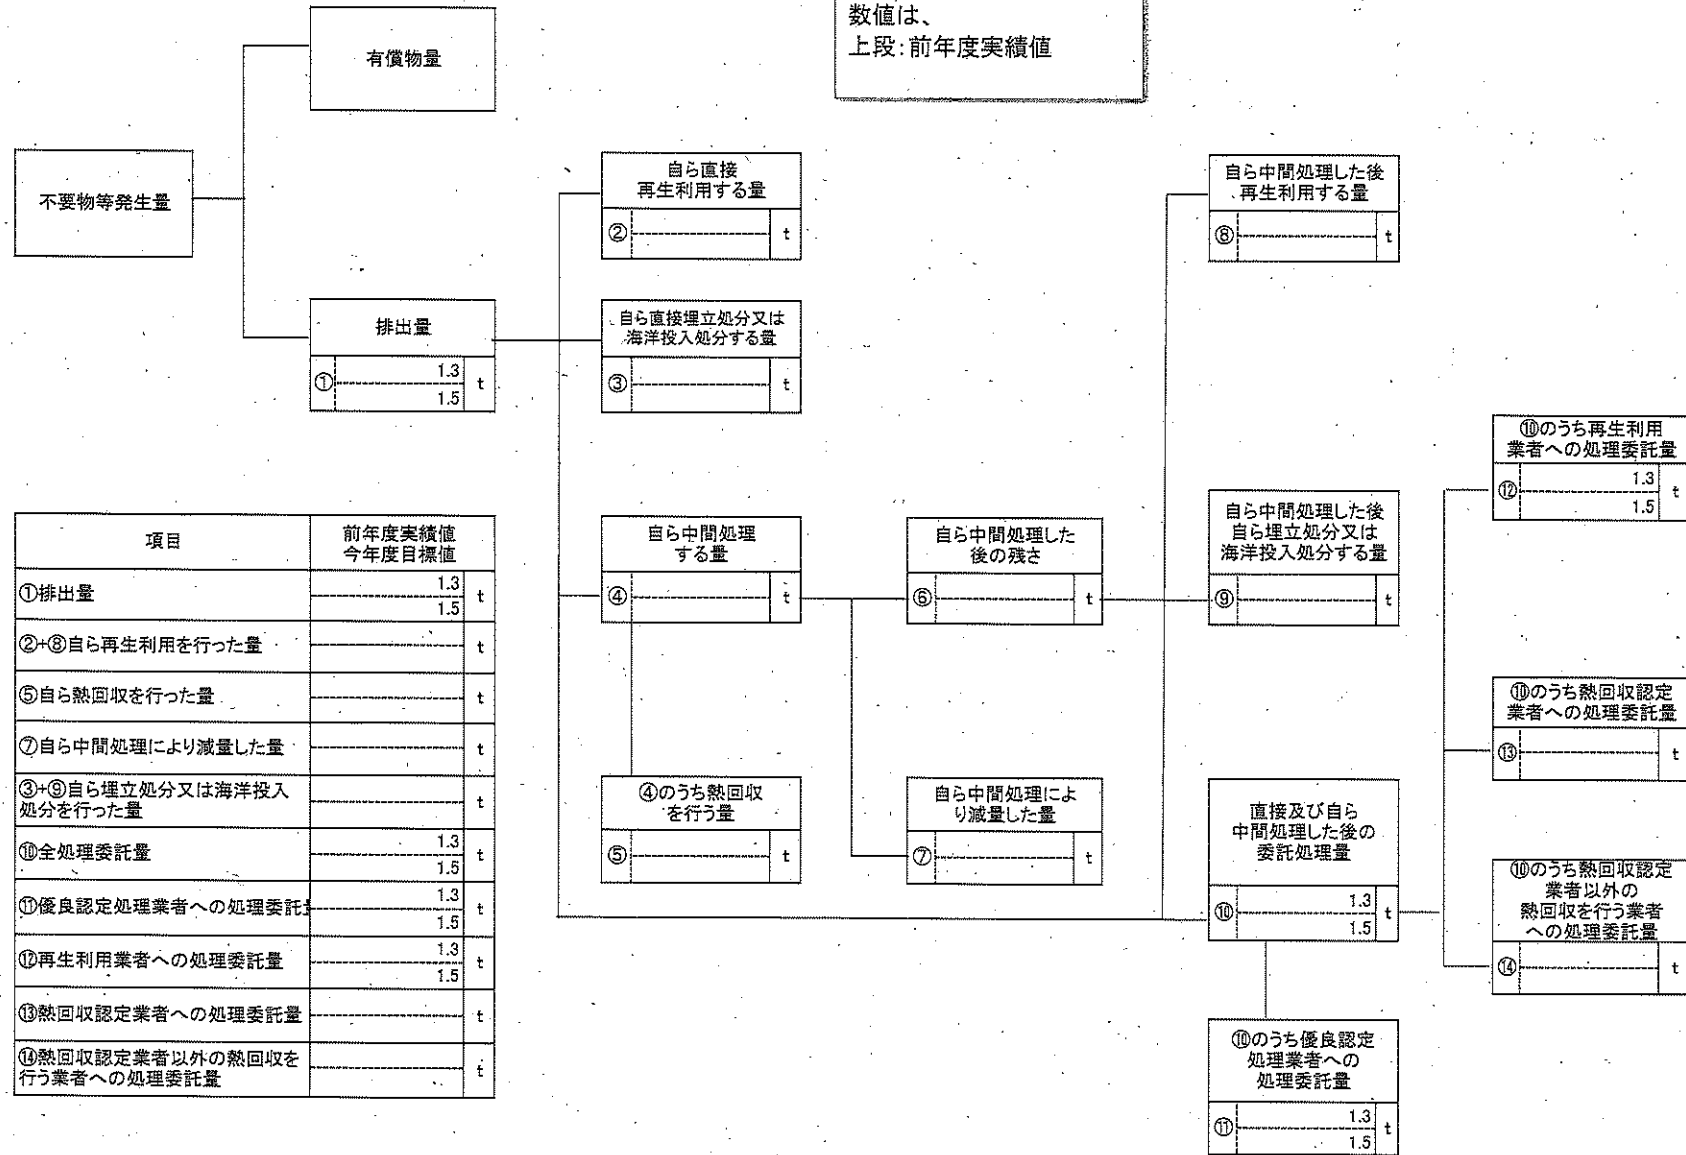 数値は、
上段:前年度実績値
有償物量
不要物等発生量
排出量
① 1.3 t
1.5
自ら直接
再生利用する量
② t
自ら直接埋立処分又は
海洋投入処分する量
③ t
自ら中間処理
する量
④ t
④のうち熱回収
を行う量
⑤ t
自ら中間処理した
後の残さ
⑥ t
自ら中間処理によ
り減量した量
⑦ t
自ら中間処理した後
再生利用する量
⑧ t
自ら中間処理した後
自ら埋立処分又は
海洋投入処分する量
⑨ t
直接及び自ら
中間処理した後の
委託処理量
⑩ 1.3 t
1.5
⑩のうち優良認定
処理業者への
処理委託量
⑪ 1.3 t
1.5
⑩のうち再生利用
業者への処理委託量
⑫ 1.3 t
1.5
⑩のうち熱回収認定
業者への処理委託量
⑬ t
⑩のうち熱回収認定
業者以外の
熱回収を行う業者
への処理委託量
⑭ t
項目 前年度実績値
今年度目標値
①排出量 1.3 t
1.5
②+⑧自ら再生利用を行った量 t
⑤自ら熱回収を行った量 t
⑦自ら中間処理により減量した量 t
③+⑨自ら埋立処分又は海洋投入
処分を行った量 t
⑩全処理委託量 1.3 t
1.5
⑪優良認定処理業者への処理委託 1.3 t
1.5
⑫再生利用業者への処理委託量 1.3 t
1.5
⑬熱回収認定業者への処理委託量 t
⑭熱回収認定業者以外の熱回収を
行う業者への処理委託量 t